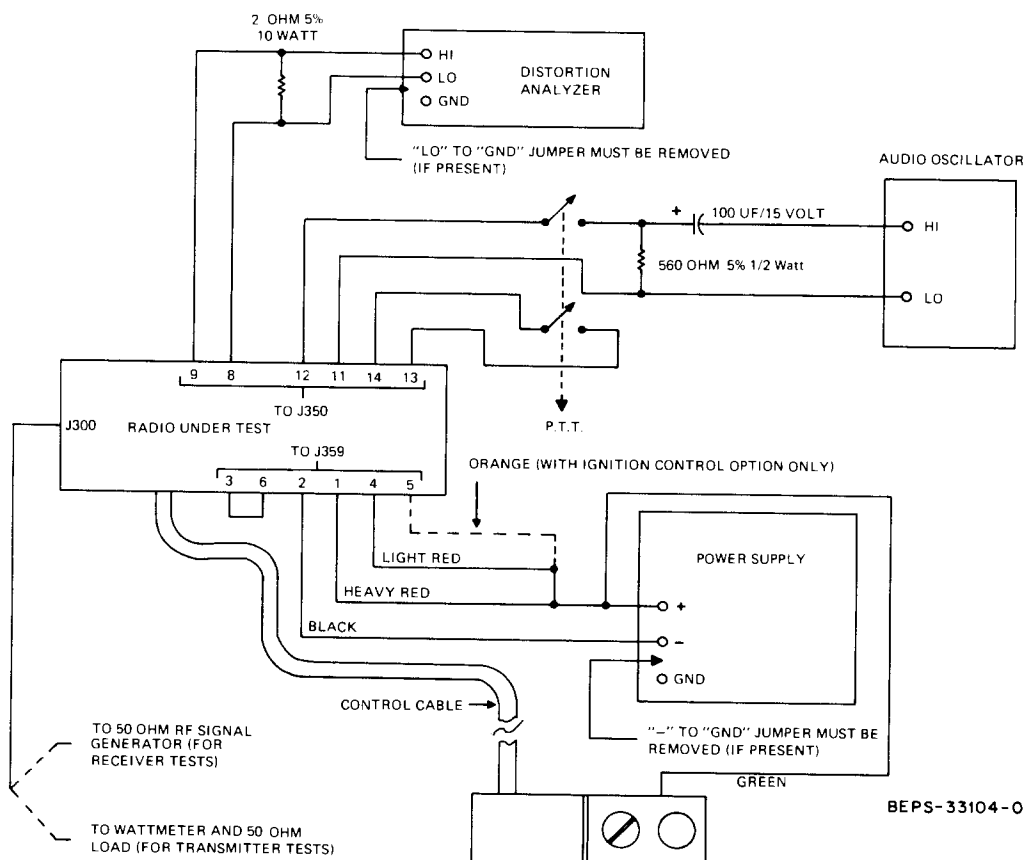 2 OHM 5%
10 WATT
HI
LO
GND
DISTORTION
ANALYZER
"LO" TO "GND" JUMPER MUST BE REMOVED
(IF PRESENT)
AUDIO OSCILLATOR
+
100 UF/15 VOLT
HI
560 OHM 5% 1/2 Watt
LO
9 8 12 11 14 13
TO J350
P.T.T.
J300
RADIO UNDER TEST
TO J359
3 6 2 1 4 5
ORANGE (WITH IGNITION CONTROL OPTION ONLY)
LIGHT RED
HEAVY RED
BLACK
POWER SUPPLY
+
–
GND
CONTROL CABLE
"–" TO "GND" JUMPER MUST BE
REMOVED (IF PRESENT)
GREEN
TO 50 OHM RF SIGNAL
GENERATOR (FOR
RECEIVER TESTS)
TO WATTMETER AND 50 OHM
LOAD (FOR TRANSMITTER TESTS)
BEPS-33104-O